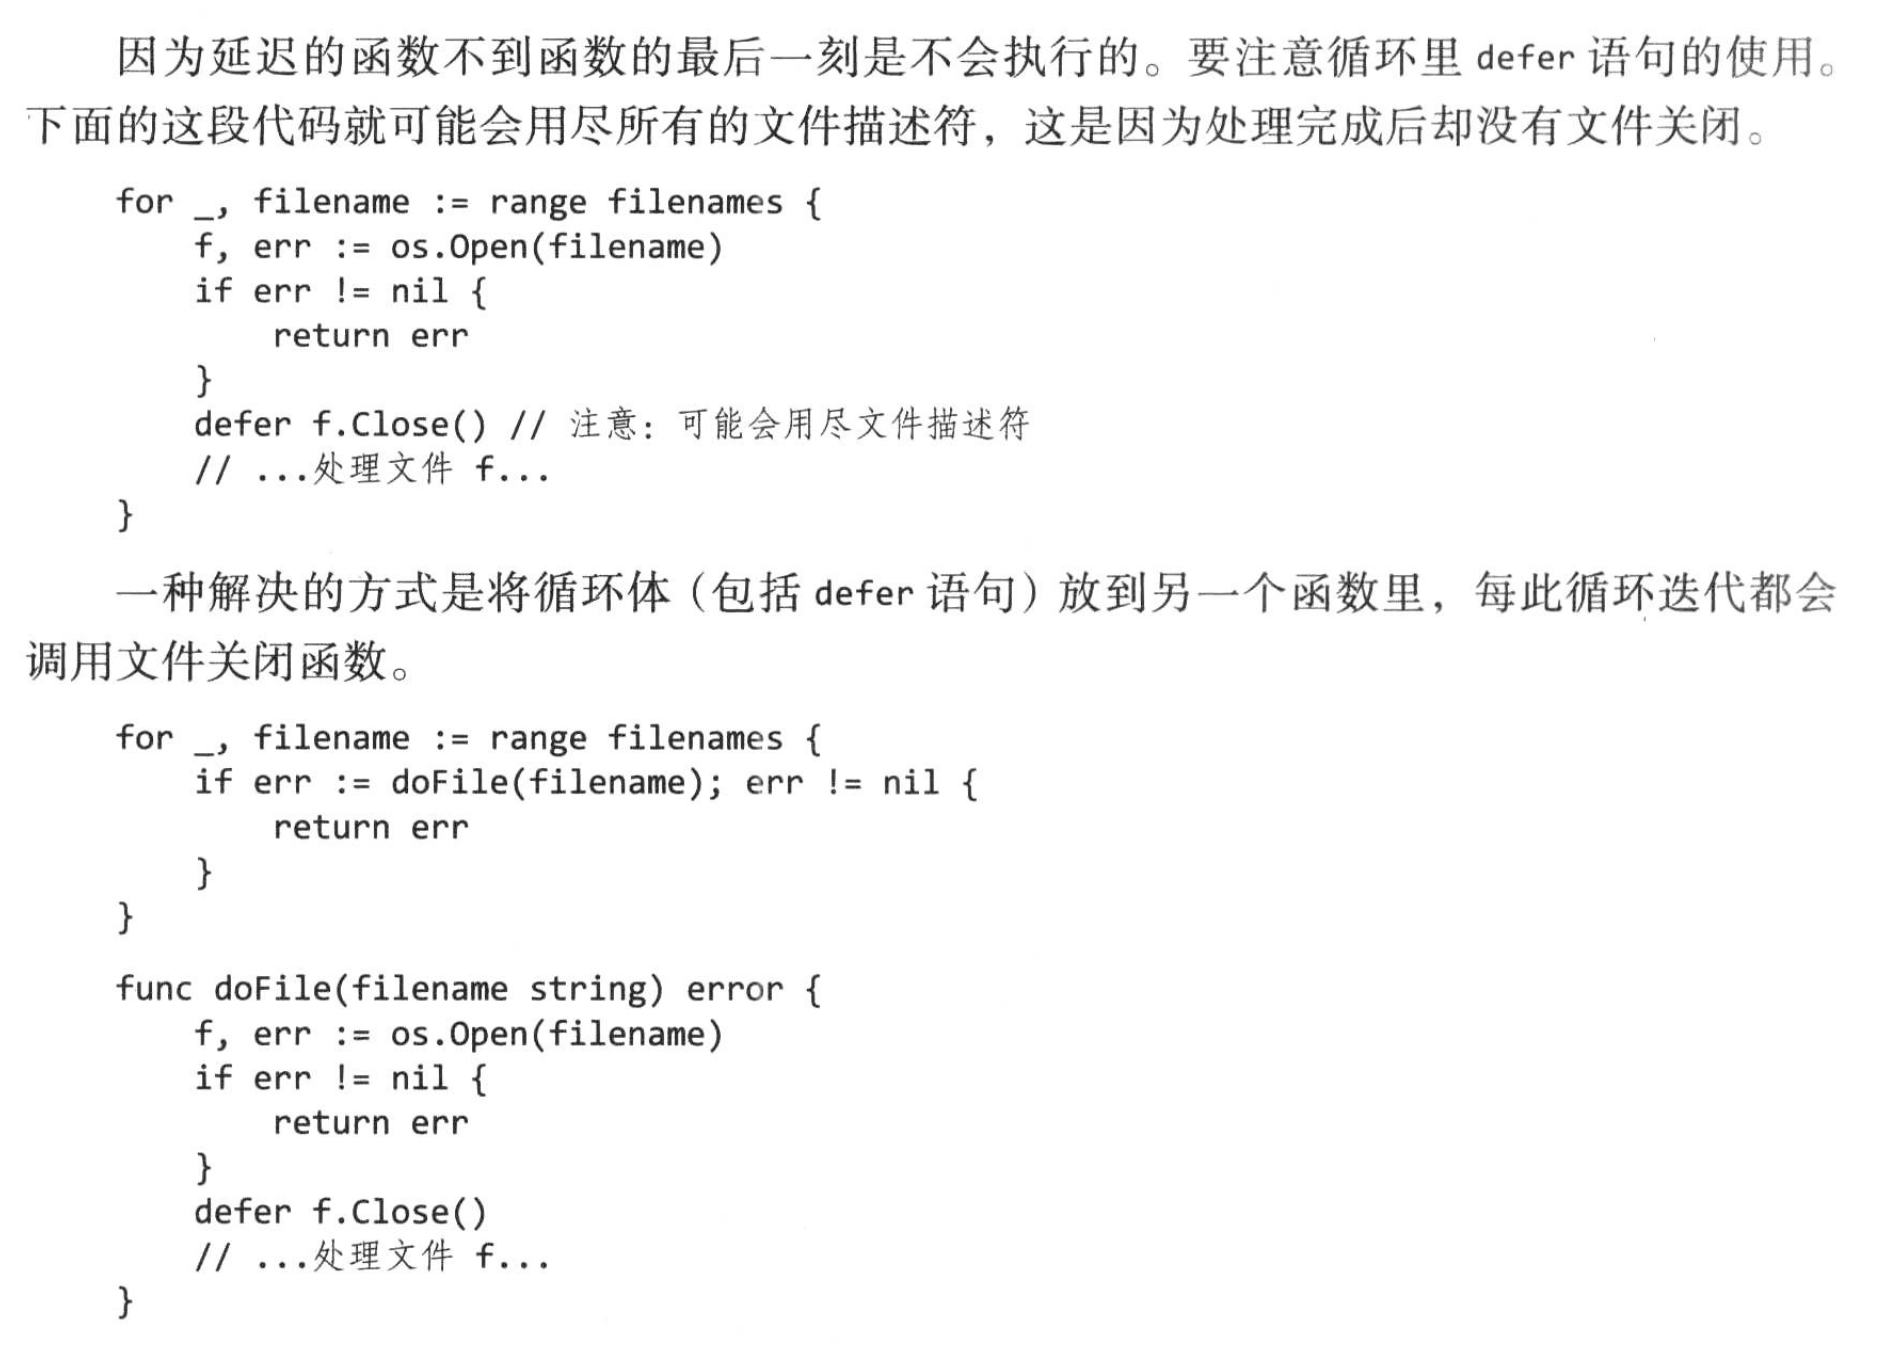 因为延迟的函数不到函数的最后一刻是不会执行的。要注意循环里 defer 语句的使用。
下面的这段代码就可能会用尽所有的文件描述符，这是因为处理完成后却没有文件关闭。
for _, filename := range filenames {
    f, err := os.Open(filename)
    if err != nil {
        return err
    }
    defer f.Close() // 注意：可能会用尽文件描述符
    // ...处理文件 f...
}
一种解决的方式是将循环体（包括 defer 语句）放到另一个函数里，每此循环迭代都会
调用文件关闭函数。
for _, filename := range filenames {
    if err := doFile(filename); err != nil {
        return err
    }
}
func doFile(filename string) error {
    f, err := os.Open(filename)
    if err != nil {
        return err
    }
    defer f.Close()
    // ...处理文件 f...
}